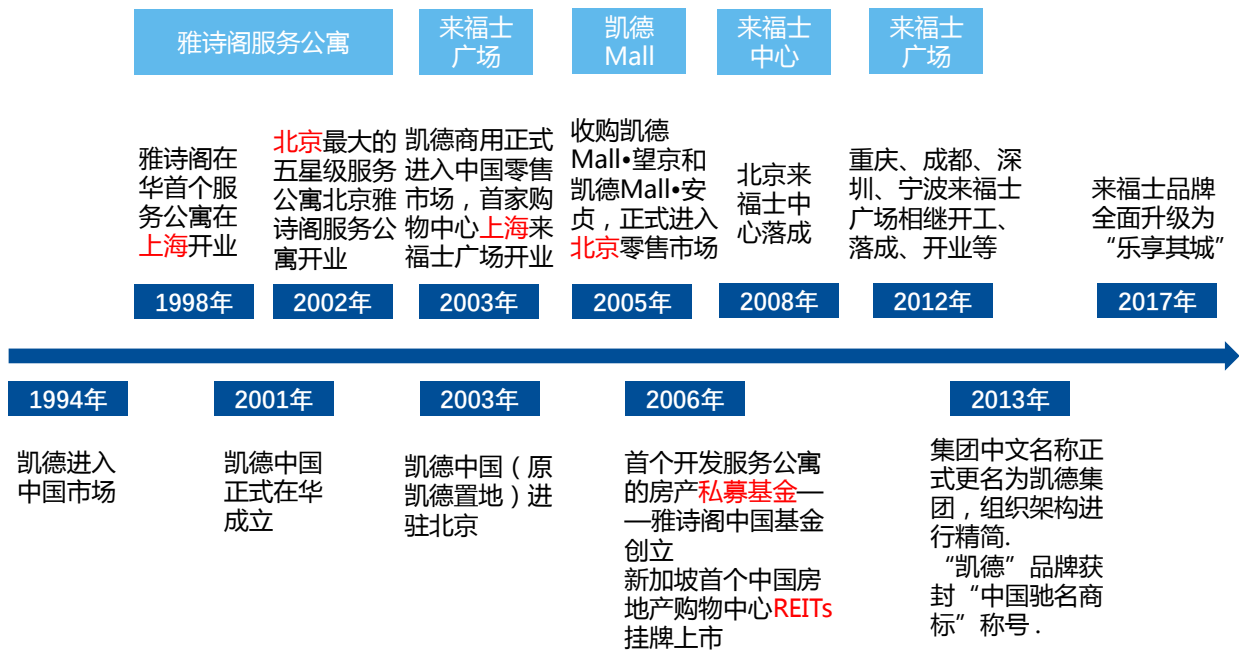 雅诗阁服务公寓
来福士
广场
凯德
Mall
来福士
中心
来福士
广场
雅诗阁在
华首个服
务公寓在
上海开业
北京最大的
五星级服务
公寓北京雅
诗阁服务公
寓开业
凯德商用正式
进入中国零售
市场，首家购
物中心上海来
福士广场开业
收购凯德
Mall•望京和
凯德Mall•安
贞，正式进入
北京零售市场
北京来
福士中
心落成
重庆、成都、深
圳、宁波来福士
广场相继开工、
落成、开业等
来福士品牌
全面升级为
“乐享其城”
1998年
2002年
2003年
2005年
2008年
2012年
2017年
1994年
2001年
2003年
2006年
2013年
凯德进入
中国市场
凯德中国
正式在华
成立
凯德中国（原
凯德置地）进
驻北京
首个开发服务公寓
的房产私募基金—
—雅诗阁中国基金
创立
新加坡首个中国房
地产购物中心REITs
挂牌上市
集团中文名称正
式更名为凯德集
团，组织架构进
行精简.
“凯德”品牌获
封“中国驰名商
标”称号.